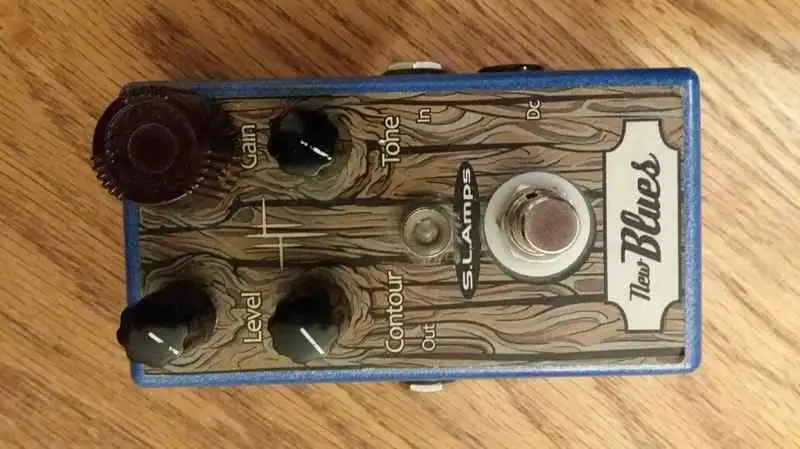 Gain
Level
Tone
Contour
In
Out
Dc
S.L.Amps
New Blues